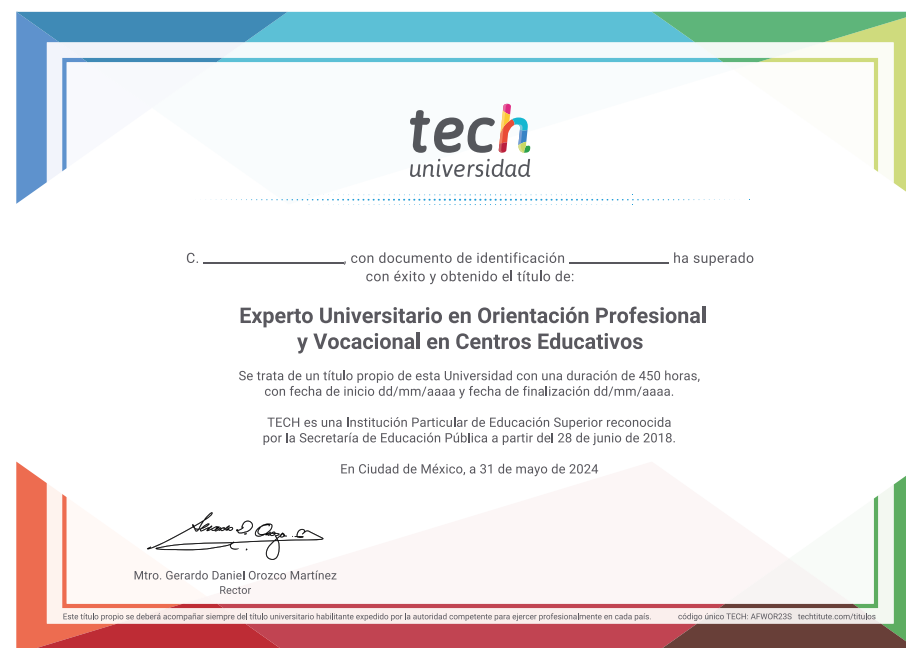 tech
universidad
C. ____________, con documento de identificación ____________ ha superado
con éxito y obtenido el título de:
Experto Universitario en Orientación Profesional
y Vocacional en Centros Educativos
Se trata de un título propio de esta Universidad con una duración de 450 horas,
con fecha de inicio dd/mm/aaaa y fecha de finalización dd/mm/aaaa.
TECH es una Institución Particular de Educación Superior reconocida
por la Secretaría de Educación Pública a partir del 28 de junio de 2018.
En Ciudad de México, a 31 de mayo de 2024
Mtro. Gerardo Daniel Orozco Martínez
Rector
Este título propio se deberá acompañar siempre del título universitario habilitante expedido por la autoridad competente para ejercer profesionalmente en cada país. código único TECH: AFWOR23S techtitute.com/titulos